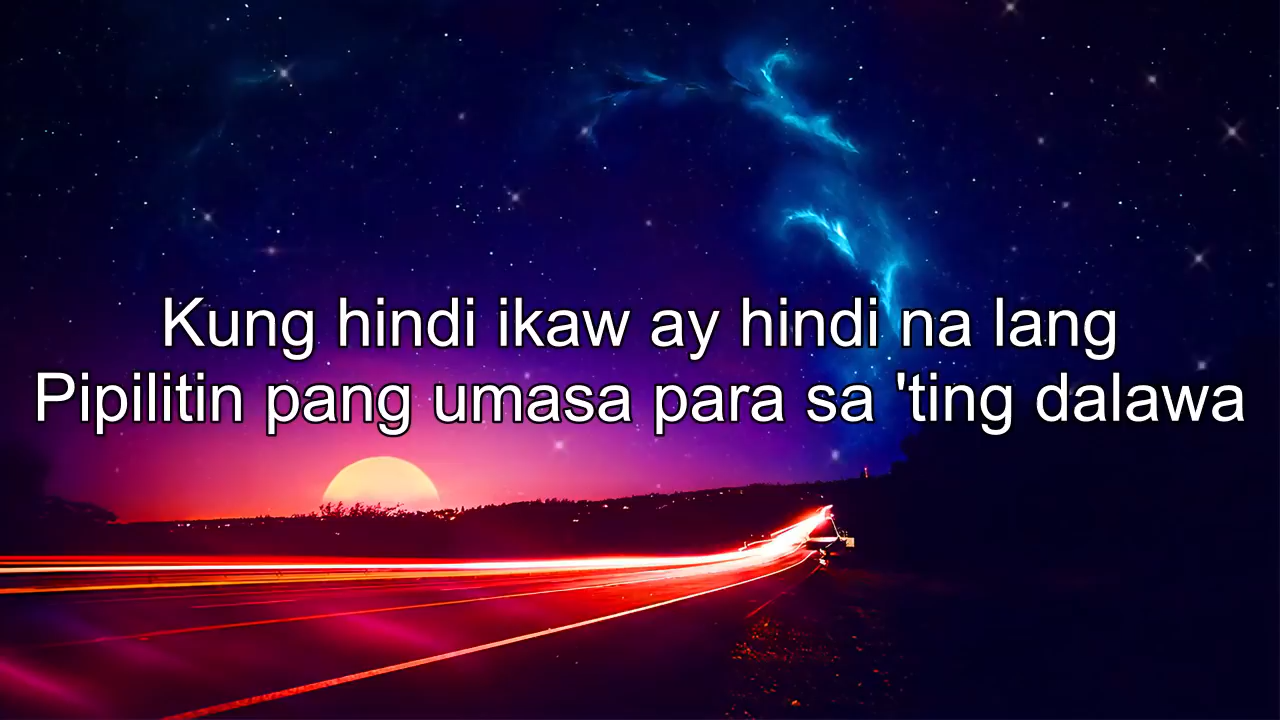 Kung hindi ikaw ay hindi na lang
Pipilitin pang umasa para sa 'ting dalawa